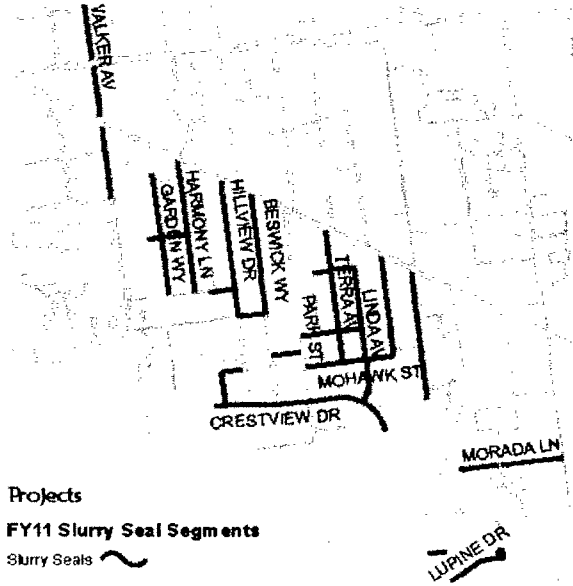 WALKER AV
GARDEN WY
HARMONY LN
HILLVIEW DR
BESWICK WY
TERRA AV
LINDA AV
PARK ST
MOHAWK ST
CRESTVIEW DR
MORADA LN
Projects
FY11 Slurry Seal Segments
Slurry Seals
LUPINE DR